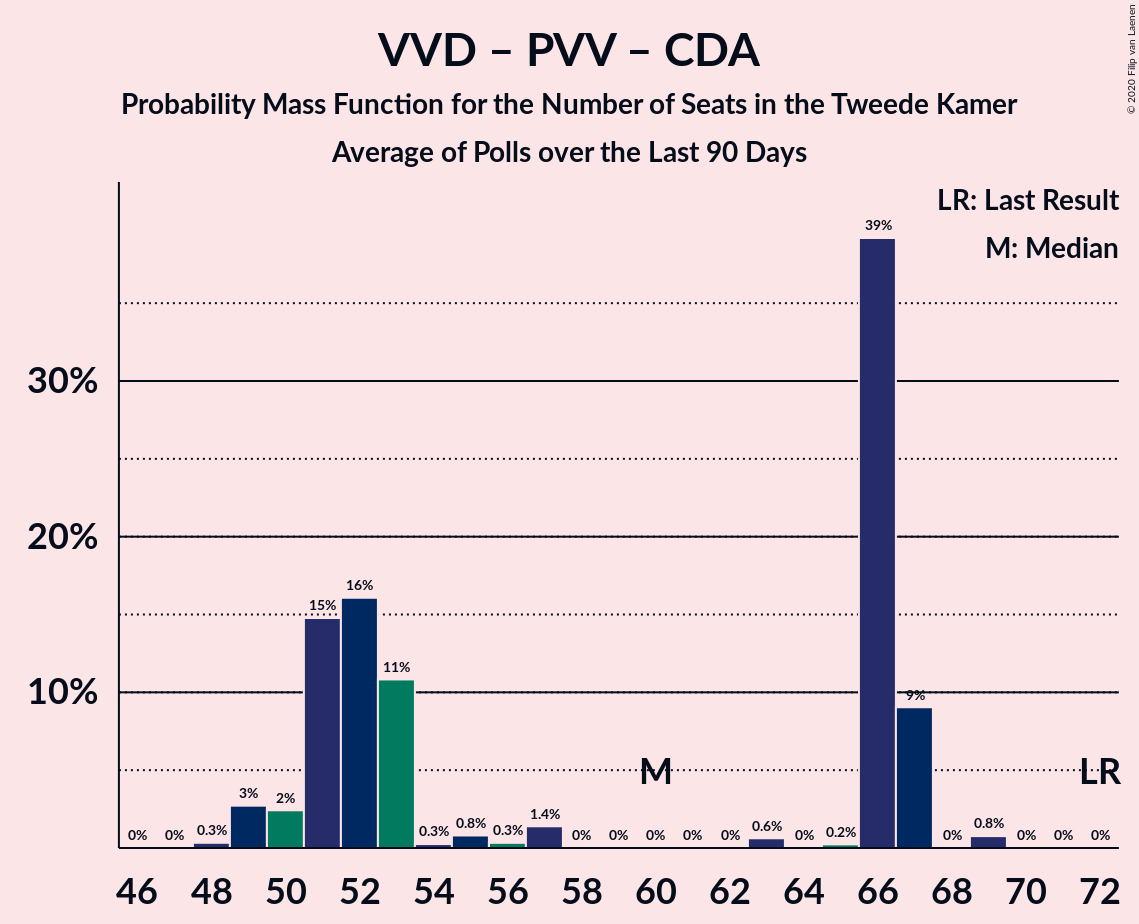 VVD – PVV – CDA
Probability Mass Function for the Number of Seats in the Tweede Kamer
Average of Polls over the Last 90 Days
© 2020 Filip van Laenen
LR: Last Result
M: Median
39%
30%
20%
16%
15%
11%
10%
9%
M
LR
3%
2%
1.4%
0% 0% 0.3% 0.3% 0.8% 0.3% 0% 0% 0% 0% 0% 0.6% 0% 0.2% 0% 0.8% 0% 0% 0%
46 48 50 52 54 56 58 60 62 64 66 68 70 72